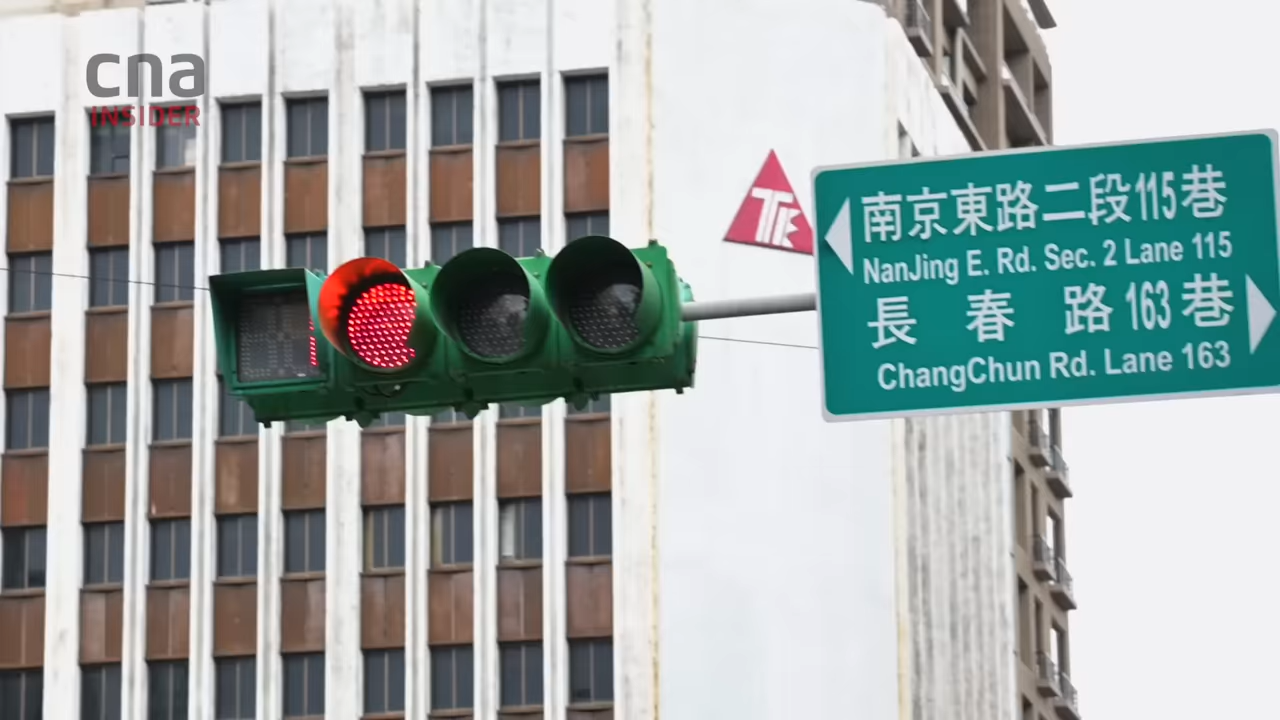 cna
INSIDER
南京東路二段115巷
NanJing E. Rd. Sec. 2 Lane 115
長春路163巷
ChangChun Rd. Lane 163